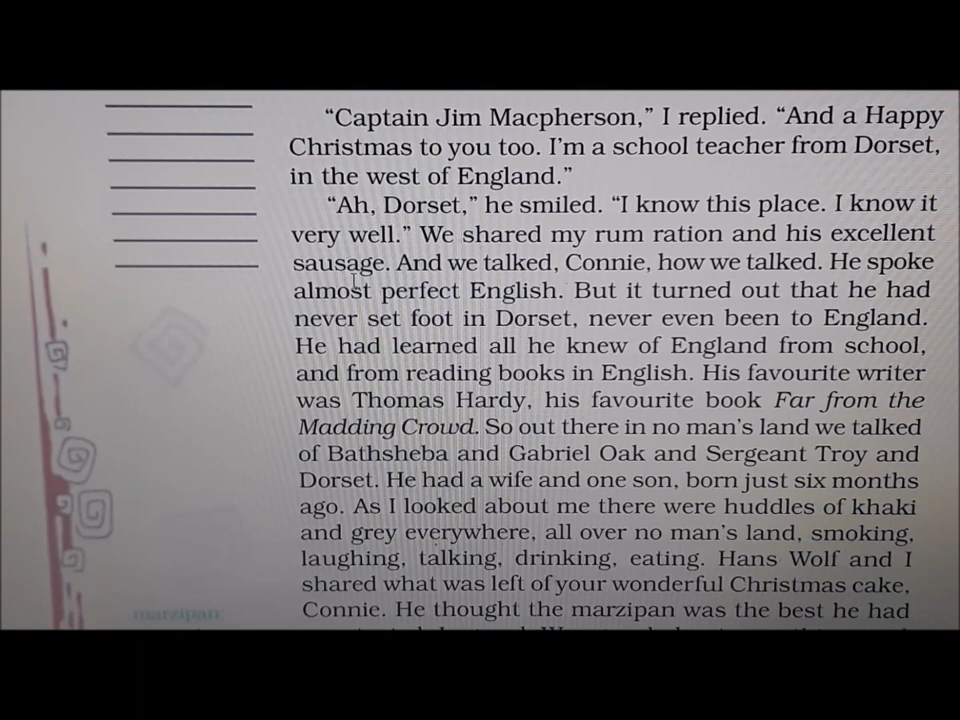 “Captain Jim Macpherson,” I replied. “And a Happy
Christmas to you too. I’m a school teacher from Dorset,
in the west of England.”
“Ah, Dorset,” he smiled. “I know this place. I know it
very well.” We shared my rum ration and his excellent
sausage. And we talked, Connie, how we talked. He spoke
almost perfect English. But it turned out that he had
never set foot in Dorset, never even been to England.
He had learned all he knew of England from school,
and from reading books in English. His favourite writer
was Thomas Hardy, his favourite book Far from the
Madding Crowd. So out there in no man’s land we talked
of Bathsheba and Gabriel Oak and Sergeant Troy and
Dorset. He had a wife and one son, born just six months
ago. As I looked about me there were huddles of khaki
and grey everywhere, all over no man’s land, smoking,
laughing, talking, drinking, eating. Hans Wolf and I
shared what was left of your wonderful Christmas cake,
Connie. He thought the marzipan was the best he had
marzipan